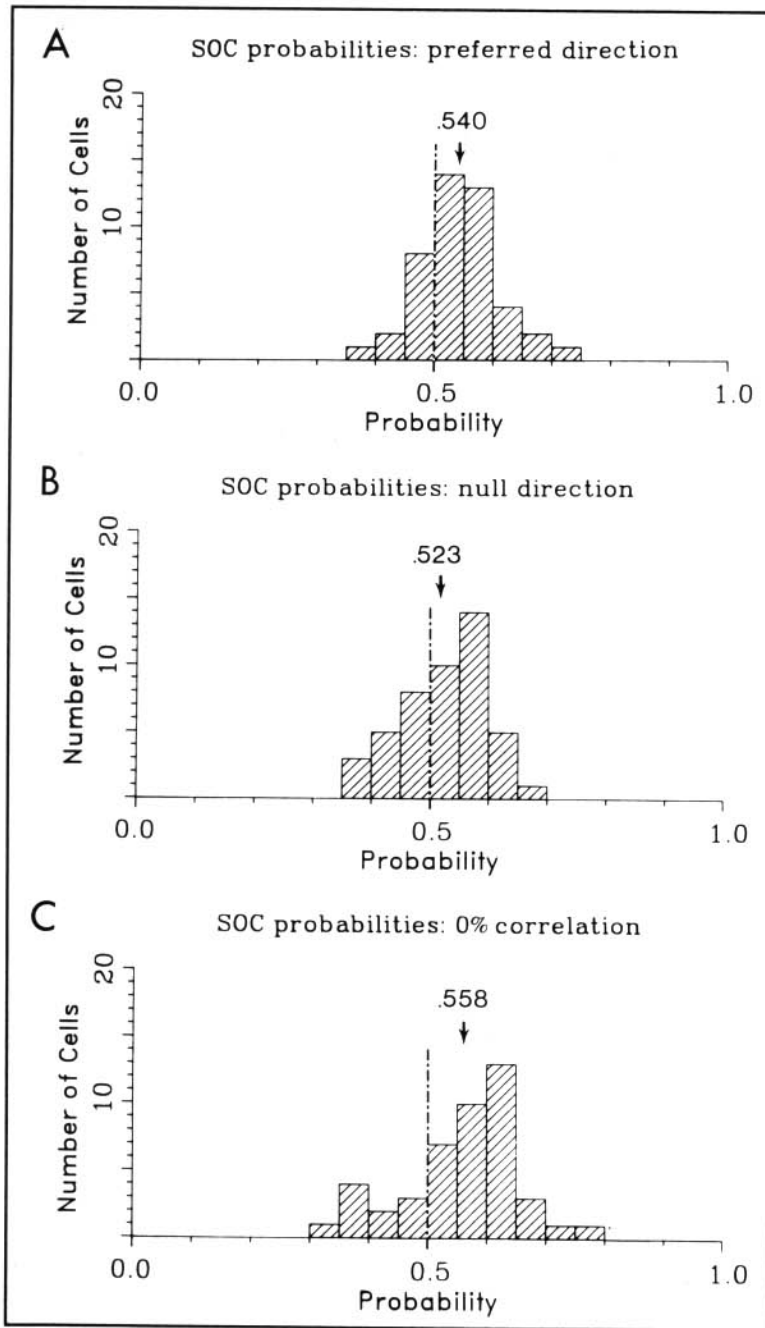 A
SOC probabilities: preferred direction
20
10
Number of Cells
.540
0.0
0.5
1.0
Probability
B
SOC probabilities: null direction
20
10
Number of Cells
.523
0.0
0.5
1.0
Probability
C
SOC probabilities: 0% correlation
20
10
Number of Cells
.558
0.0
0.5
1.0
Probability